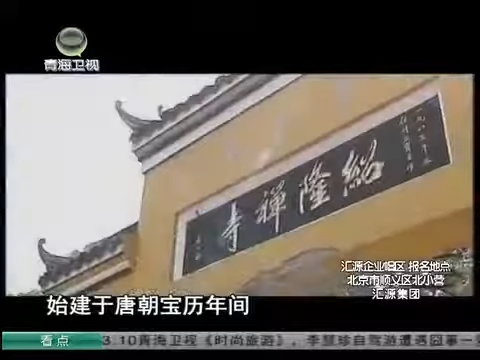 青海卫视
紹隆禪寺
汇源企业唱区 报名地点
北京市顺义区北小营
汇源集团
始建于唐朝宝历年间
看点
3.10青海卫视《时尚旅游》，李慧珍自驾游遭遇囧事一